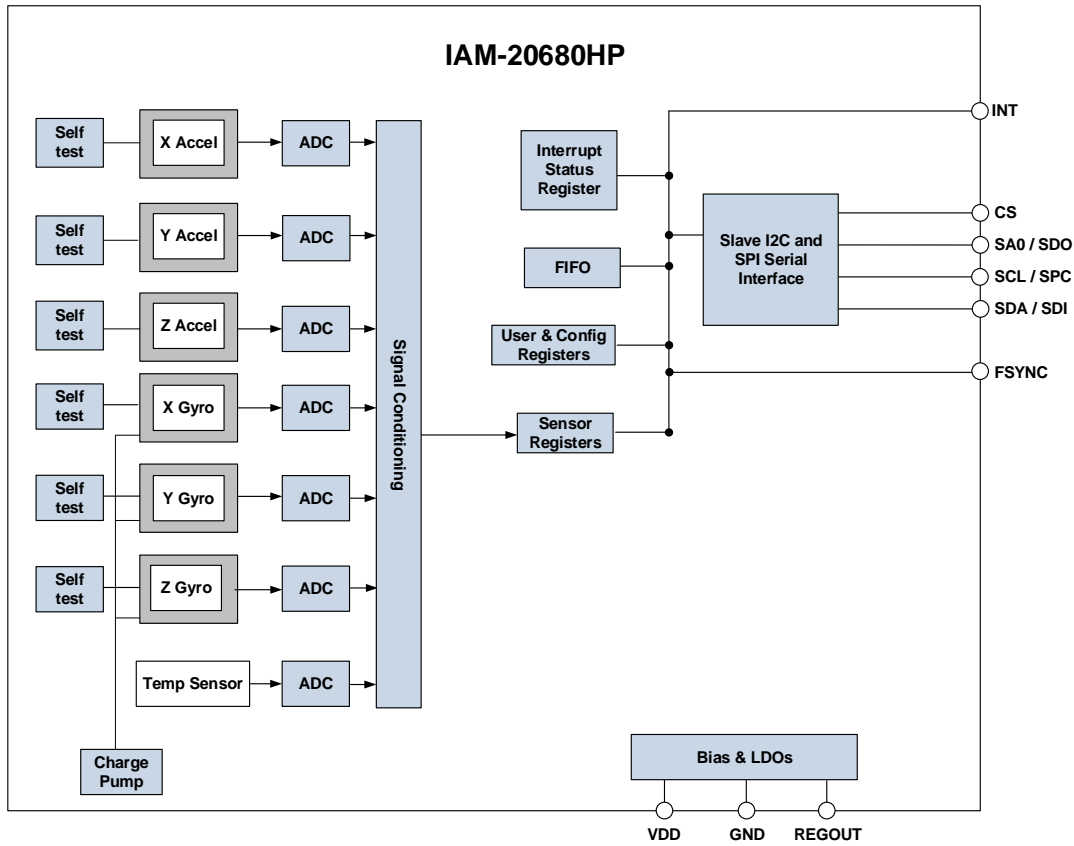 IAM-20680HP
Self
test
X Accel
ADC
Self
test
Y Accel
ADC
Self
test
Z Accel
ADC
Self
test
X Gyro
ADC
Self
test
Y Gyro
ADC
Self
test
Z Gyro
ADC
Temp Sensor
ADC
Charge
Pump
Signal Conditioning
Interrupt
Status
Register
FIFO
User & Config
Registers
Sensor
Registers
Slave I2C and
SPI Serial
Interface
INT
CS
SA0 / SDO
SCL / SPC
SDA / SDI
FSYNC
Bias & LDOs
VDD
GND
REGOUT